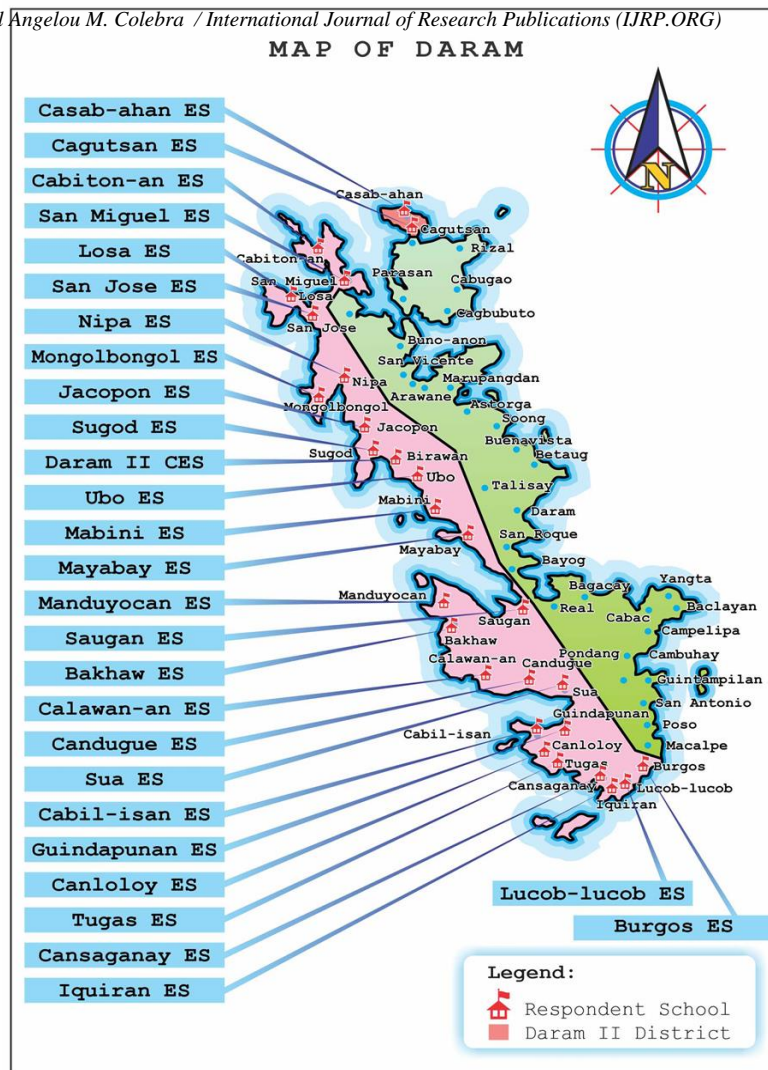 l Angelou M. Colebra / International Journal of Research Publications (IJRP.ORG)
MAP OF DARAM
Casab-ahan ES
Cagutsan ES
Cabiton-an ES
San Miguel ES
Losa ES
San Jose ES
Nipa ES
Mongolbongol ES
Jacopon ES
Sugod ES
Daram II CES
Ubo ES
Mabini ES
Mayabay ES
Manduyocan ES
Saugan ES
Bakhaw ES
Calawan-an ES
Candugue ES
Sua ES
Cabil-isan ES
Guindapunan ES
Canloloy ES
Tugas ES
Cansaganay ES
Iquiran ES
N
Casab-ahan
Cagutsan
Rizal
Cabiton-an
Parasan
San Miguel
Cabugao
Losa
Cagbubuto
San Jose
Buno-anon
San Vicente
Nipa
Marupangdan
Arawane
Mongolbongol
Astorga
Jacopon
Soong
Buenavista
Sugod
Birawan
Betaug
Ubo
Talisay
Mabini
Daram
San Roque
Mayabay
Bayog
Bagacay
Yangta
Manduyocan
Real
Cabac
Baclayan
Saugan
Bakhaw
Campelipa
Calawan-an
Candugue
Pondang
Cambuhay
Guintampilan
Sua
San Antonio
Guindapunan
Poso
Cabil-isan
Canloloy
Macalpe
Tugas
Burgos
Cansaganay
Lucob-lucob
Iquiran
Lucob-lucob ES
Burgos ES
Legend:
Respondent School
Daram II District